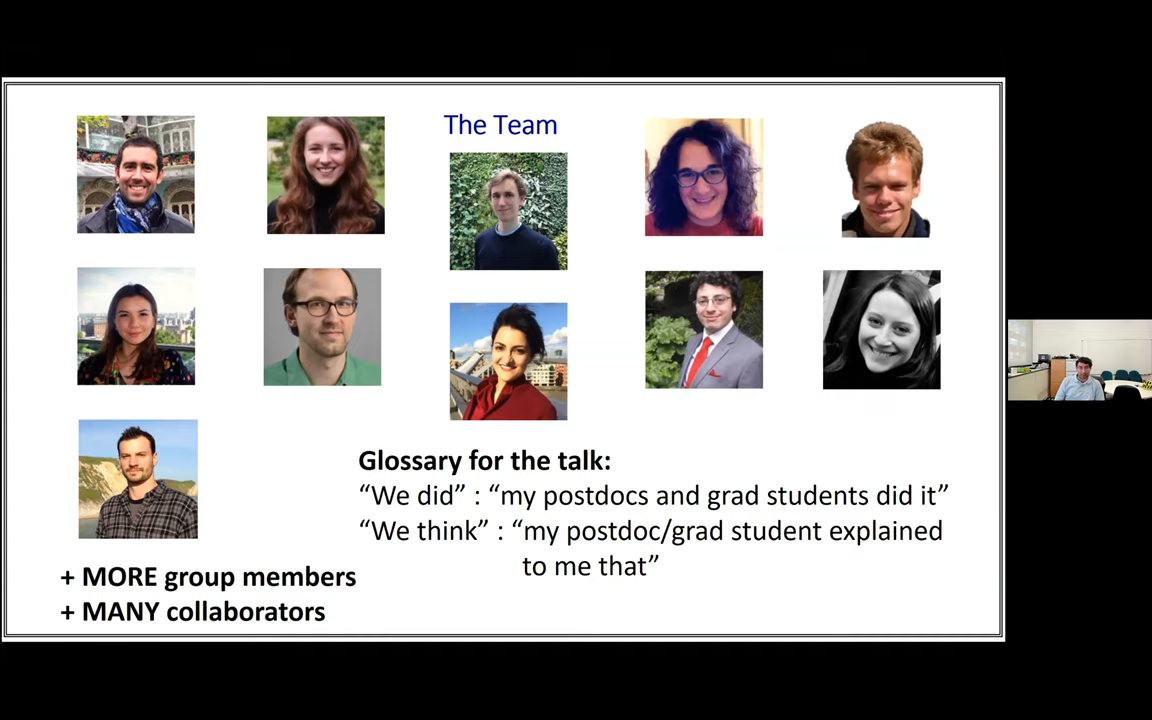 The Team
Glossary for the talk:
“We did” : “my postdocs and grad students did it”
“We think” : “my postdoc/grad student explained
to me that”
+ MORE group members
+ MANY collaborators